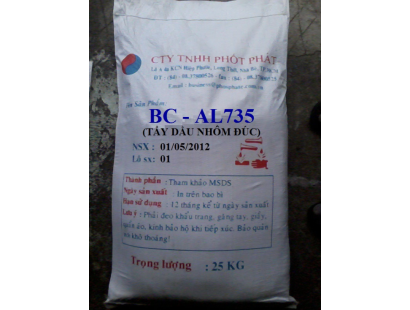 CTY TNHH PHỐT PHÁT
BC - AL735
(TẨY DẦU NHÔM ĐÚC)
NSX : 01/05/2012
Lô sx: 01
Thành phần : Tham khảo MSDS
Ngày sản xuất : In trên bao bì
Hạn sử dụng : 12 tháng kể từ ngày sản xuất
Lưu ý : Phải đeo khẩu trang, găng tay, giầy,
áo, kính bảo hộ khi tiếp xúc. Bảo quản
khô thoáng!
Trọng lượng : 25 KG